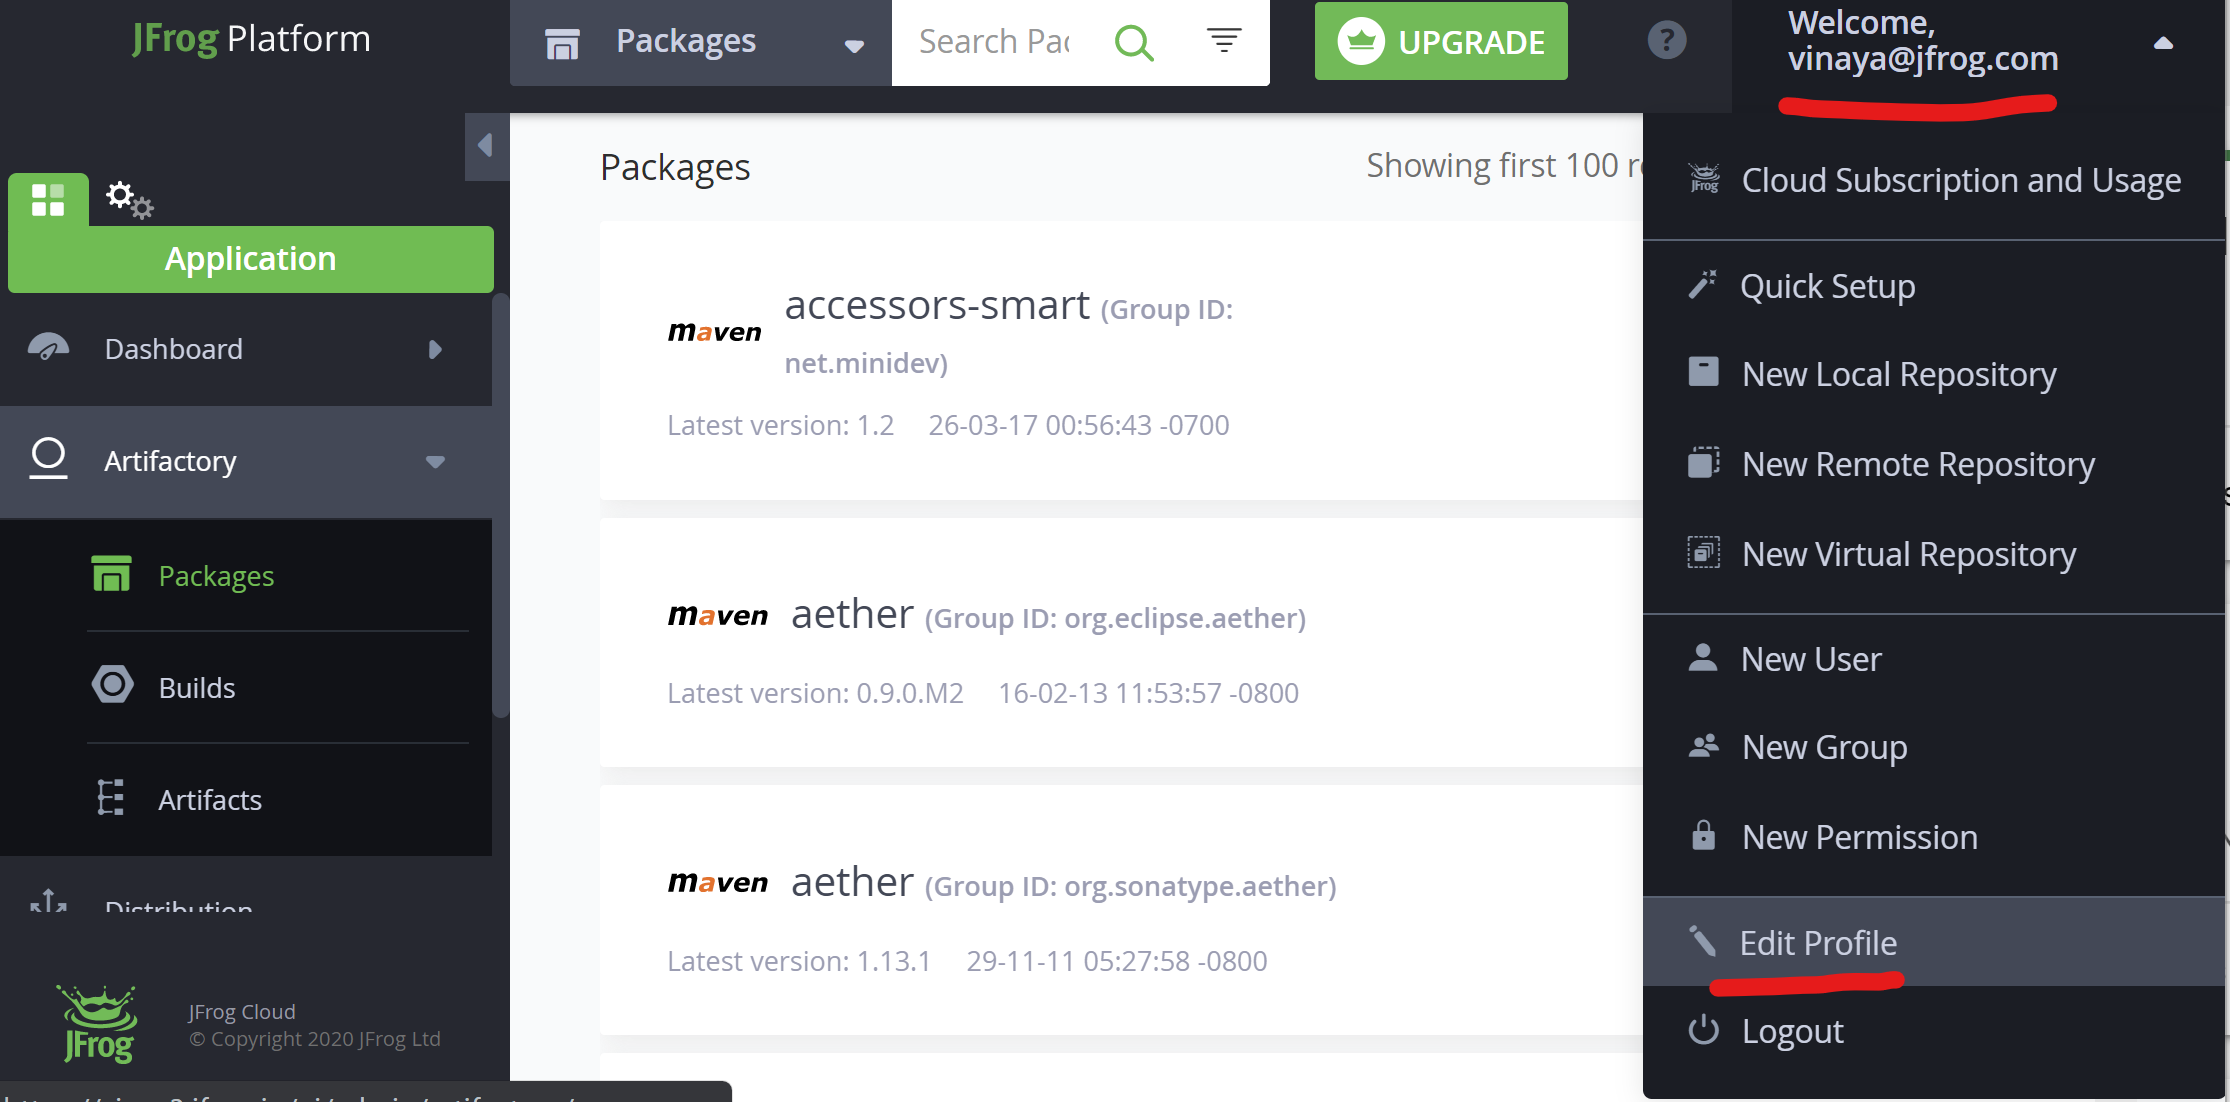 JFrog Platform
Packages
Search Pac
UPGRADE
?
Welcome,
vinaya@jfrog.com
Application
Dashboard
Artifactory
Packages
Builds
Artifacts
Distribution
JFrog
JFrog Cloud
© Copyright 2020 JFrog Ltd
Packages
Showing first 100 re
maven accessors-smart (Group ID:
net.minidev)
Latest version: 1.2 26-03-17 00:56:43 -0700
maven aether (Group ID: org.eclipse.aether)
Latest version: 0.9.0.M2 16-02-13 11:53:57 -0800
maven aether (Group ID: org.sonatype.aether)
Latest version: 1.13.1 29-11-11 05:27:58 -0800
JFrog Cloud Subscription and Usage
Quick Setup
New Local Repository
New Remote Repository
New Virtual Repository
New User
New Group
New Permission
Edit Profile
Logout